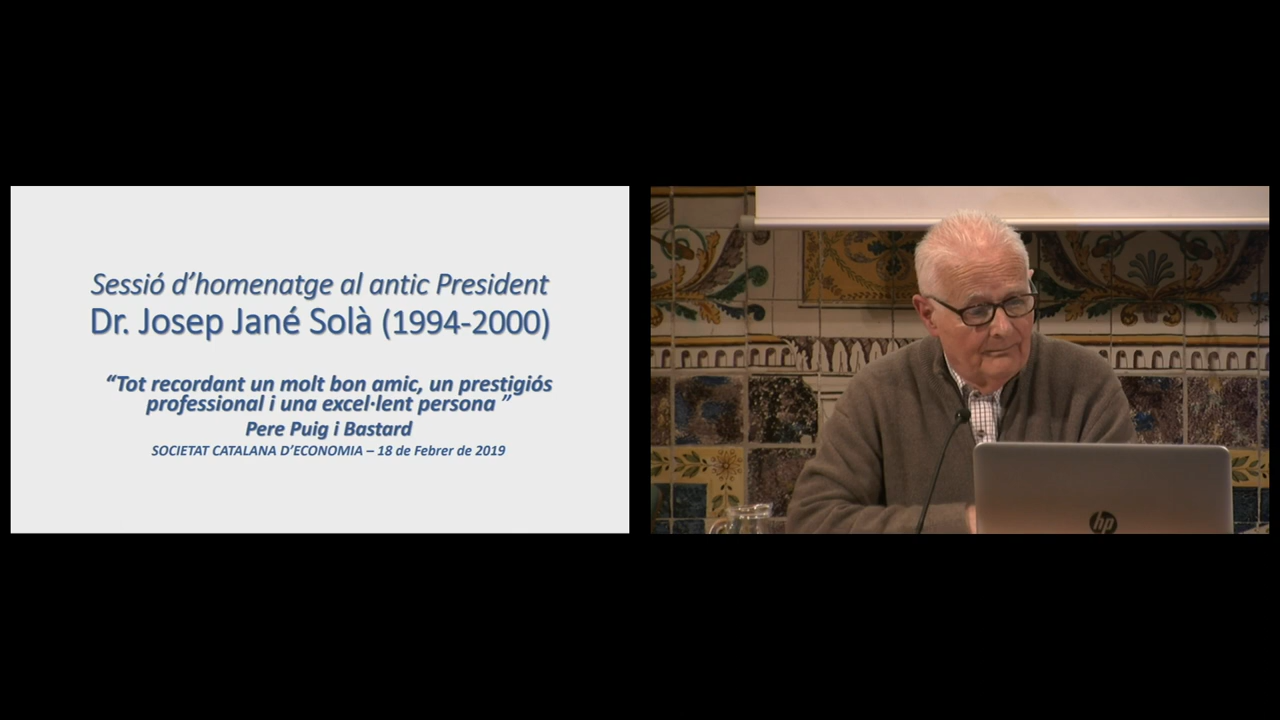 Sessió d’homenatge al antic President
Dr. Josep Jané Solà (1994-2000)
“Tot recordant un molt bon amic, un prestigiós
professional i una excel·lent persona ”
Pere Puig i Bastard
SOCIETAT CATALANA D’ECONOMIA – 18 de Febrer de 2019
hp